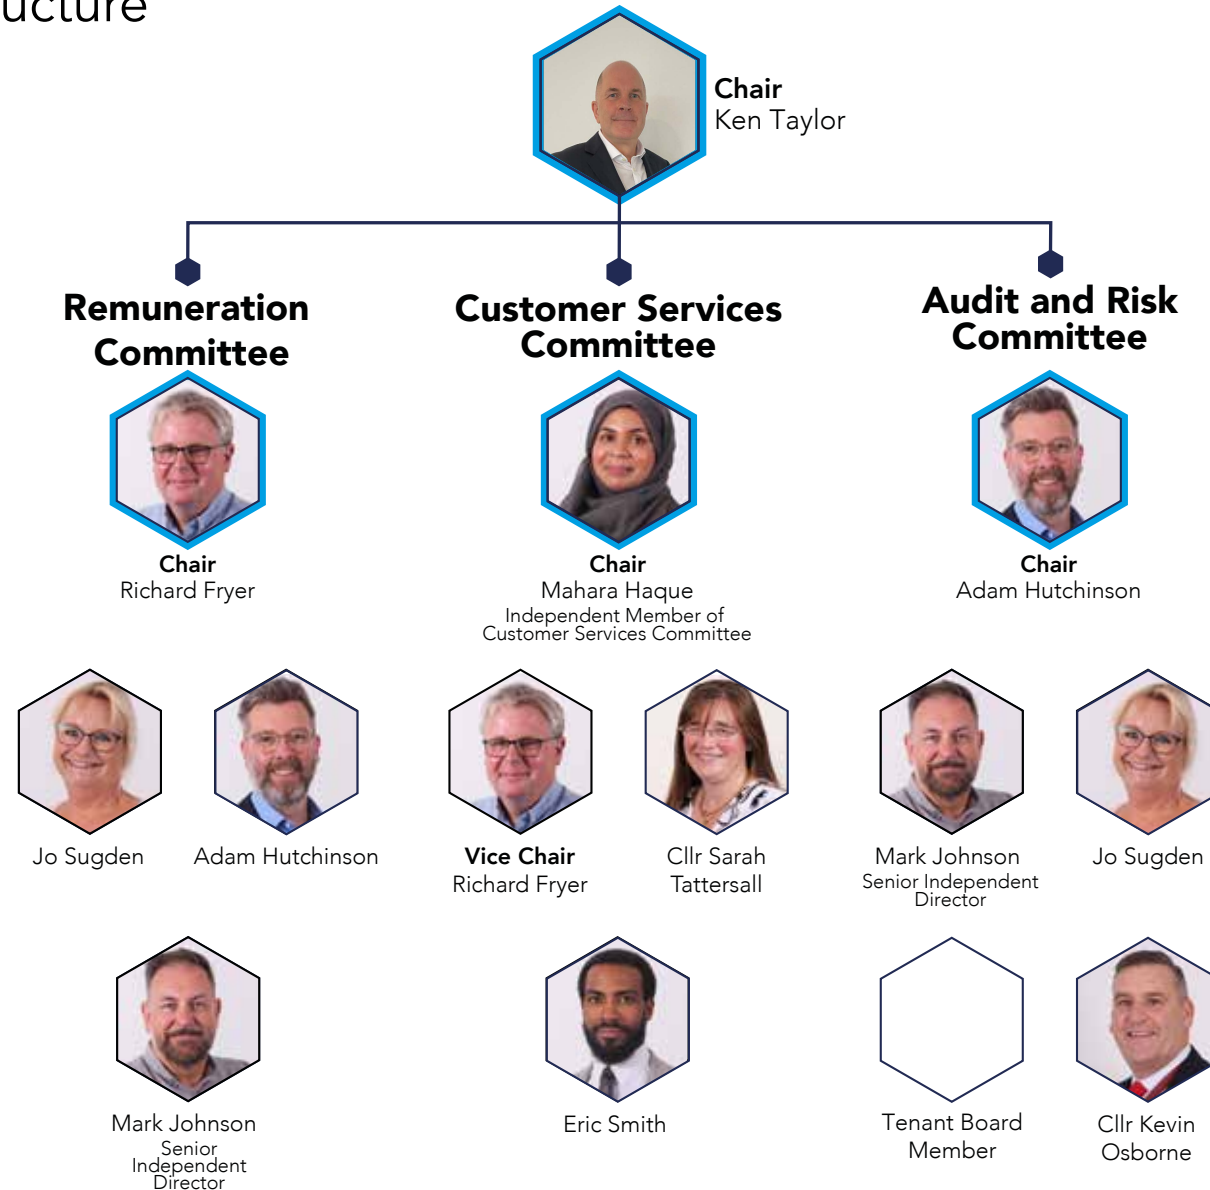 ucture
Chair
Ken Taylor
Remuneration
Committee
Customer Services
Committee
Audit and Risk
Committee
Chair
Richard Fryer
Chair
Mahara Haque
Independent Member of
Customer Services Committee
Chair
Adam Hutchinson
Jo Sugden
Adam Hutchinson
Vice Chair
Richard Fryer
Cllr Sarah
Tattersall
Mark Johnson
Senior Independent
Director
Jo Sugden
Mark Johnson
Senior
Independent
Director
Eric Smith
Tenant Board
Member
Cllr Kevin
Osborne